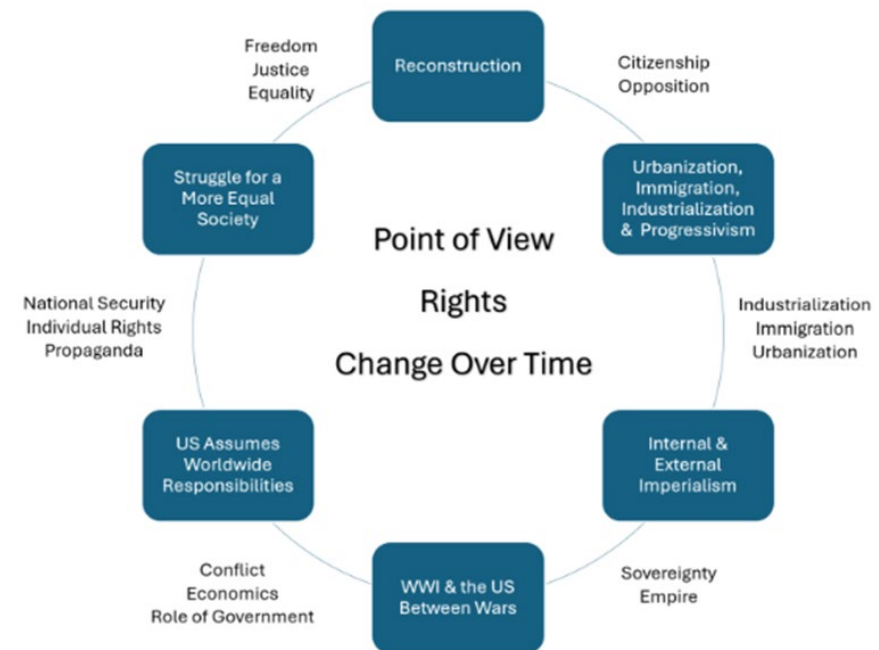 Reconstruction
Citizenship
Opposition
Urbanization,
Immigration,
Industrialization
& Progressivism
Industrialization
Immigration
Urbanization
Internal &
External
Imperialism
Sovereignty
Empire
WWI & the US
Between Wars
Conflict
Economics
Role of Government
US Assumes
Worldwide
Responsibilities
National Security
Individual Rights
Propaganda
Struggle for a
More Equal
Society
Freedom
Justice
Equality
Point of View
Rights
Change Over Time